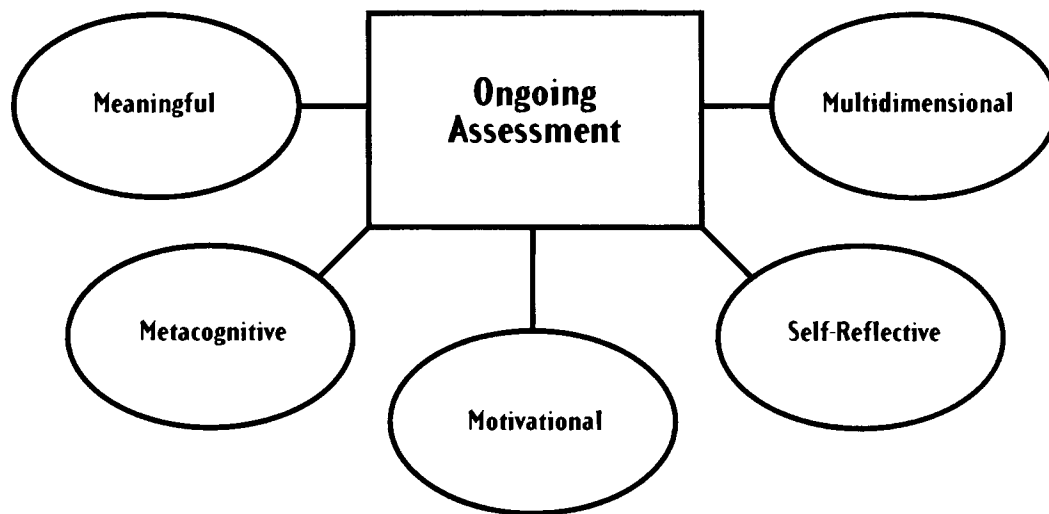 Ongoing
Assessment
Meaningful
Multidimensional
Metacognitive
Self-Reflective
Motivational